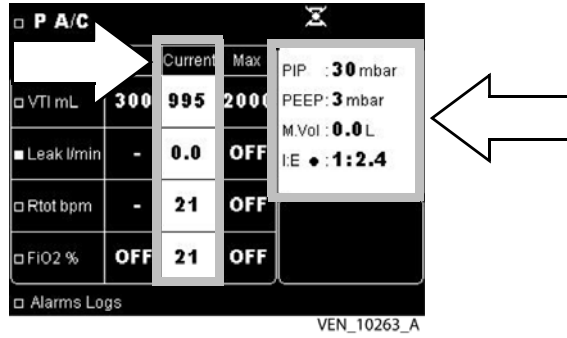 P A/C
Current Max
VTI mL 300 995 2000
Leak l/min - 0.0 OFF
Rtot bpm - 21 OFF
FiO2 % OFF 21 OFF
PIP : 30 mbar
PEEP: 3 mbar
M.Vol : 0.0 L
I:E : 1:2.4
Alarms Logs
VEN_10263_A